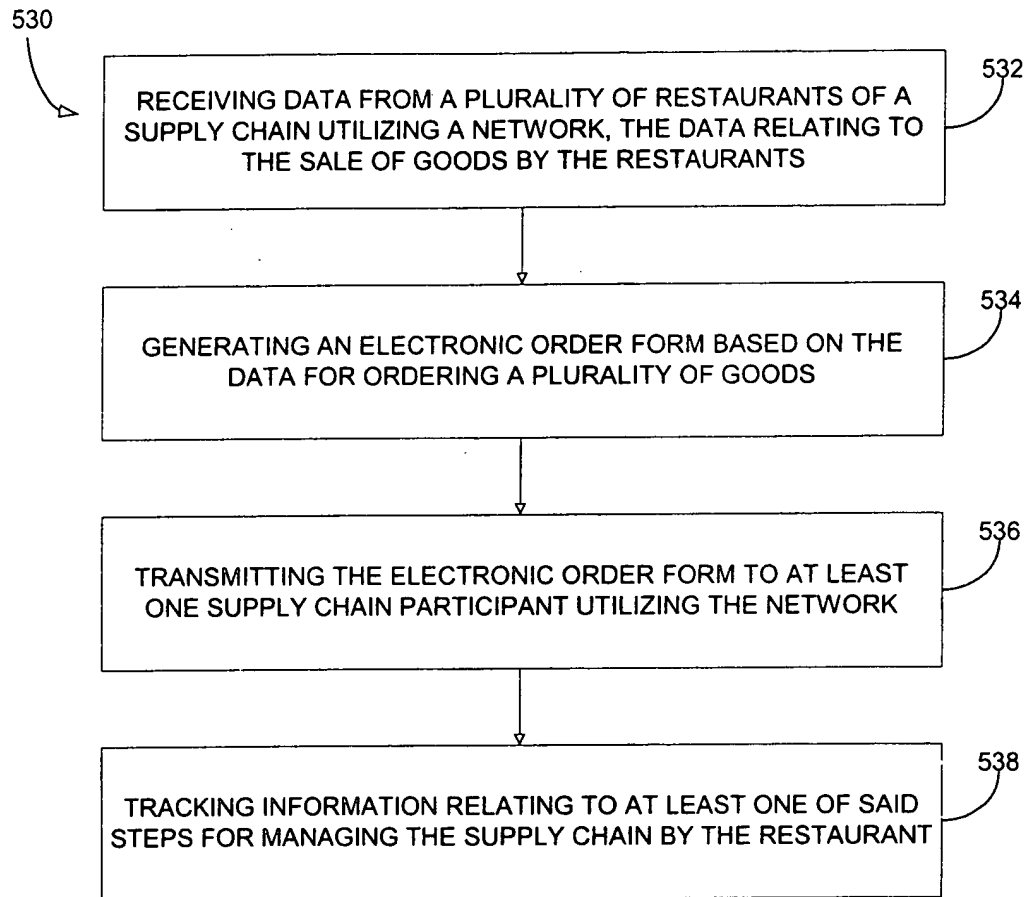 530
532
RECEIVING DATA FROM A PLURALITY OF RESTAURANTS OF A
SUPPLY CHAIN UTILIZING A NETWORK, THE DATA RELATING TO
THE SALE OF GOODS BY THE RESTAURANTS
534
GENERATING AN ELECTRONIC ORDER FORM BASED ON THE
DATA FOR ORDERING A PLURALITY OF GOODS
536
TRANSMITTING THE ELECTRONIC ORDER FORM TO AT LEAST
ONE SUPPLY CHAIN PARTICIPANT UTILIZING THE NETWORK
538
TRACKING INFORMATION RELATING TO AT LEAST ONE OF SAID
STEPS FOR MANAGING THE SUPPLY CHAIN BY THE RESTAURANT